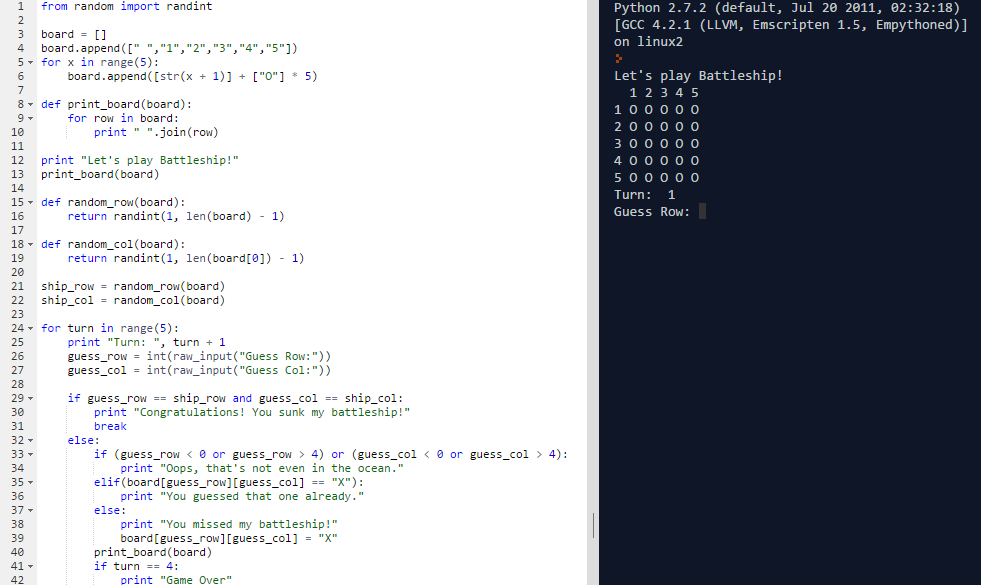 1 from random import randint
2
3 board = []
4 board.append([" ","1","2","3","4","5"])
5 for x in range(5):
6     board.append([str(x + 1)] + ["O"] * 5)
7
8 def print_board(board):
9     for row in board:
10         print " ".join(row)
11
12 print "Let's play Battleship!"
13 print_board(board)
14
15 def random_row(board):
16     return randint(1, len(board) - 1)
17
18 def random_col(board):
19     return randint(1, len(board[0]) - 1)
20
21 ship_row = random_row(board)
22 ship_col = random_col(board)
23
24 for turn in range(5):
25     print "Turn: ", turn + 1
26     guess_row = int(raw_input("Guess Row:"))
27     guess_col = int(raw_input("Guess Col:"))
28
29     if guess_row == ship_row and guess_col == ship_col:
30         print "Congratulations! You sunk my battleship!"
31         break
32     else:
33         if (guess_row < 0 or guess_row > 4) or (guess_col < 0 or guess_col > 4):
34             print "Oops, that's not even in the ocean."
35         elif(board[guess_row][guess_col] == "X"):
36             print "You guessed that one already."
37         else:
38             print "You missed my battleship!"
39             board[guess_row][guess_col] = "X"
40         print_board(board)
41         if turn == 4:
42             print "Game Over"
Python 2.7.2 (default, Jul 20 2011, 02:32:18)
[GCC 4.2.1 (LLVM, Emscripten 1.5, Empythoned)]
on linux2
Let's play Battleship!
  1 2 3 4 5
1 O O O O O
2 O O O O O
3 O O O O O
4 O O O O O
5 O O O O O
Turn:  1
Guess Row: